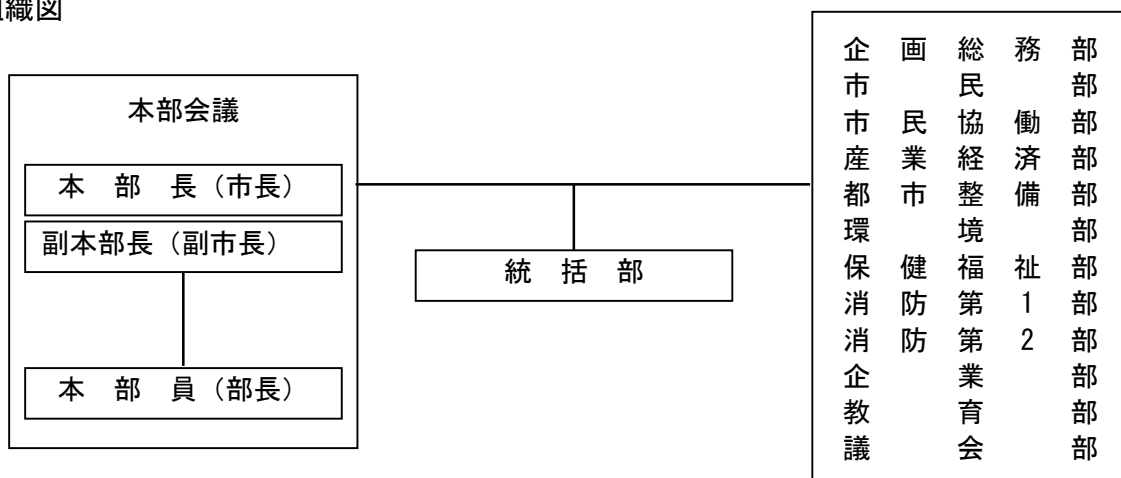 組織図
本部会議
本 部 長（市長）
副本部長（副市長）
本 部 員（部長）
統 括 部
企 画 総 務 部
市 民 部
市 民 協 働 部
産 業 経 済 部
都 市 整 備 部
環 境 部
保 健 福 祉 部
消 防 第 1 部
消 防 第 2 部
企 業 部
教 育 部
議 会 部